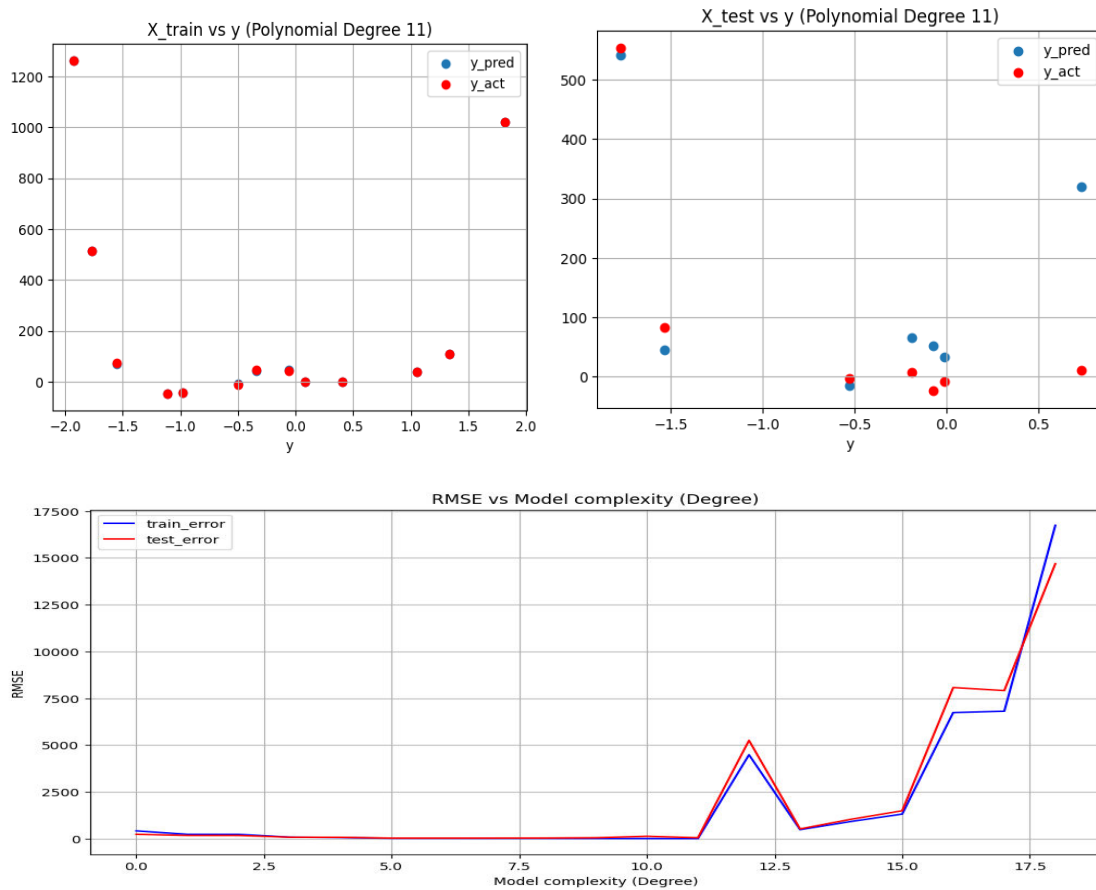 X_train vs y (Polynomial Degree 11)
y_pred
y_act
1200
1000
800
600
400
200
0
−2.0 −1.5 −1.0 −0.5 0.0 0.5 1.0 1.5 2.0
y
X_test vs y (Polynomial Degree 11)
y_pred
y_act
500
400
300
200
100
0
−1.5 −1.0 −0.5 0.0 0.5
y
RMSE vs Model complexity (Degree)
train_error
test_error
17500
15000
12500
10000
7500
5000
2500
0
RMSE
0.0 2.5 5.0 7.5 10.0 12.5 15.0 17.5
Model complexity (Degree)